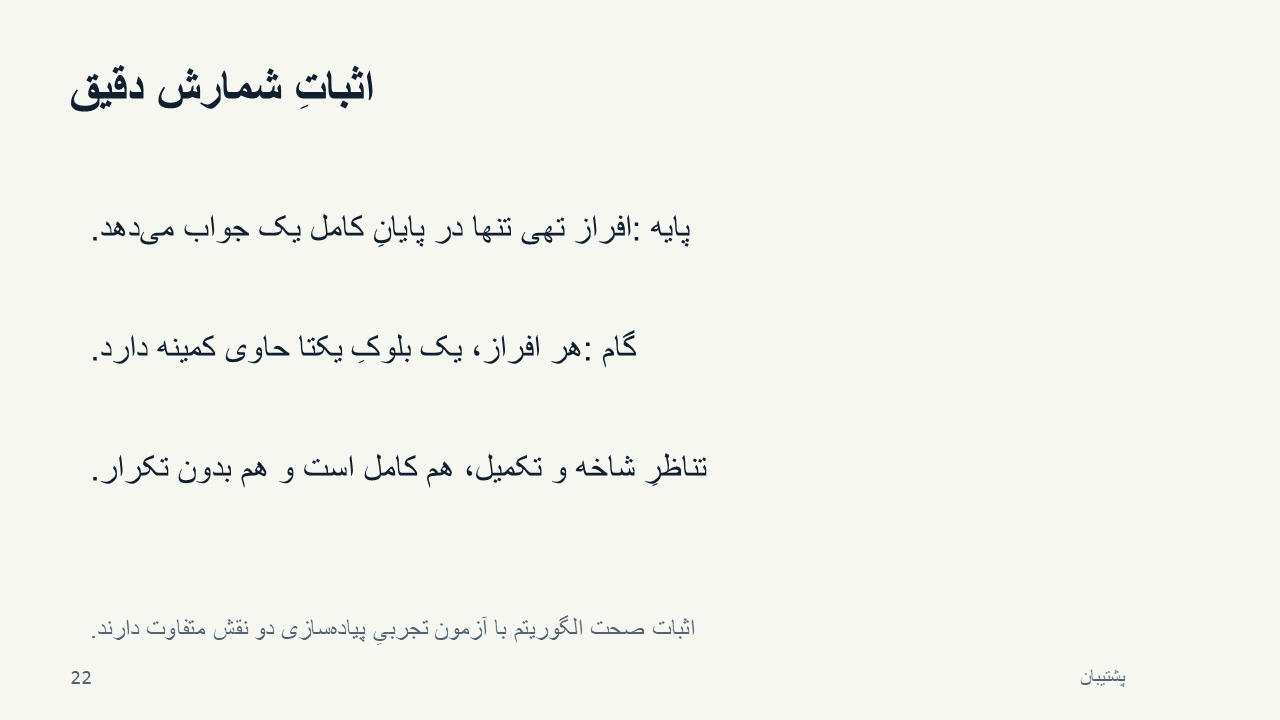 اثباتِ شمارش دقیق
پایه :افراز تهی تنها در پایانِ کامل یک جواب می‌دهد.
گام :هر افراز، یک بلوکِ یکتا حاوی کمینه دارد.
تناظرِ شاخه و تکمیل، هم کامل است و هم بدون تکرار.
اثبات صحت الگوریتم با آزمون تجربیِ پیاده‌سازی دو نقش متفاوت دارند.
پشتیبان
22